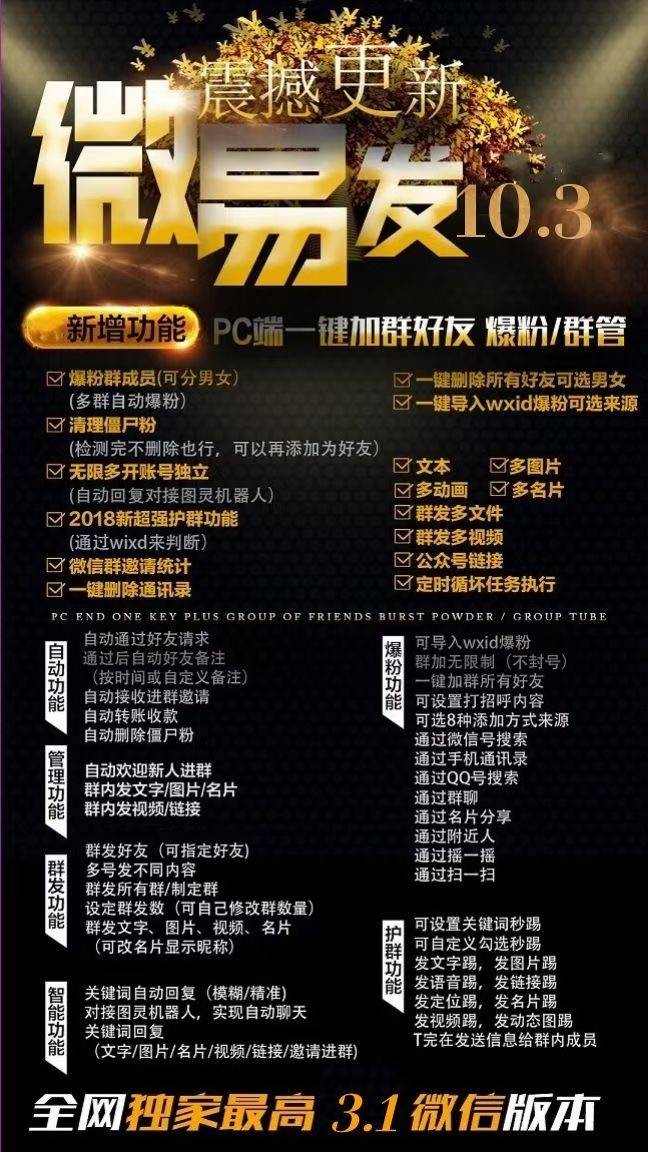 震撼更新
微易发10.3
新增功能 PC端一键加群好友 爆粉/群管
爆粉群成员(可分男女)
(多群自动爆粉)
清理僵尸粉
(检测完不删除也行，可以再添加为好友)
无限多开账号独立
(自动回复对接图灵机器人)
2018新超强护群功能
(通过wixd来判断)
微信群邀请统计
一键删除通讯录
一键删除所有好友可选男女
一键导入wxid爆粉可选来源
文本 多图片
多动画 多名片
群发多文件
群发多视频
公众号链接
定时循坏任务执行
PC END ONE KEY PLUS GROUP OF FRIENDS BURST POWDER / GROUP TUBE
自动功能
自动通过好友请求
通过后自动好友备注
（按时间或自定义备注）
自动接收进群邀请
自动转账收款
自动删除僵尸粉
管理功能
自动欢迎新人进群
群内发文字/图片/名片
群内发视频/链接
群发功能
群发好友（可指定好友)
多号发不同内容
群发所有群/制定群
设定群发数（可自己修改群数量）
群发文字、图片、视频、名片
（可改名片显示昵称）
智能功能
关键词自动回复（模糊/精准)
对接图灵机器人，实现自动聊天
关键词回复
（文字/图片/名片/视频/链接/邀请进群)
爆粉功能
可导入wxid爆粉
群加无限制（不封号）
一键加群所有好友
可设置打招呼内容
可选8种添加方式来源
通过微信号搜索
通过手机通讯录
通过QQ号搜索
通过群聊
通过名片分享
通过附近人
通过摇一摇
通过扫一扫
护群功能
可设置关键词秒踢
可自定义勾选秒踢
发文字踢，发图片踢
发语音踢，发链接踢
发定位踢，发名片踢
发视频踢，发动态图踢
T完在发送信息给群内成员
全网独家最高 3.1 微信版本